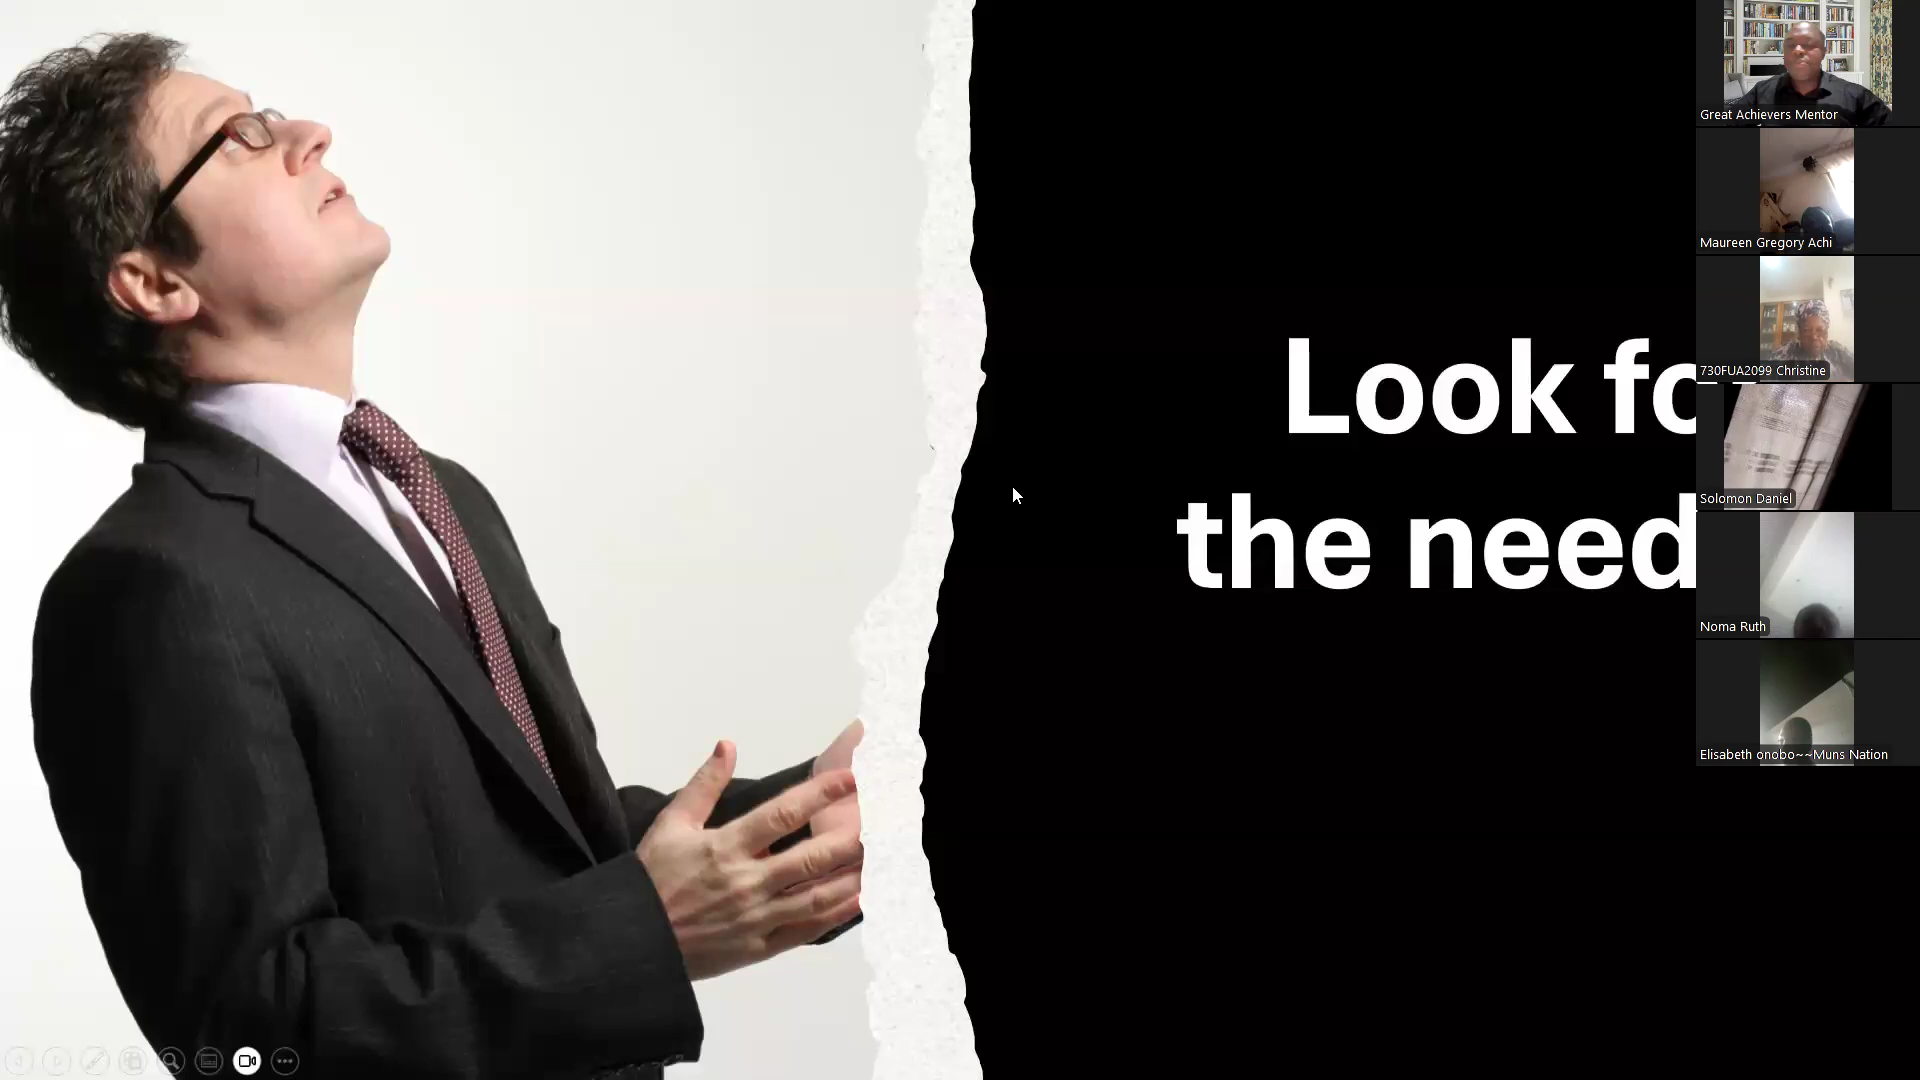 Look fo
the need
Great Achievers Mentor
Maureen Gregory Achi
730FUA2099 Christine
Solomon Daniel
Noma Ruth
Elisabeth onobo~~Muns Nation